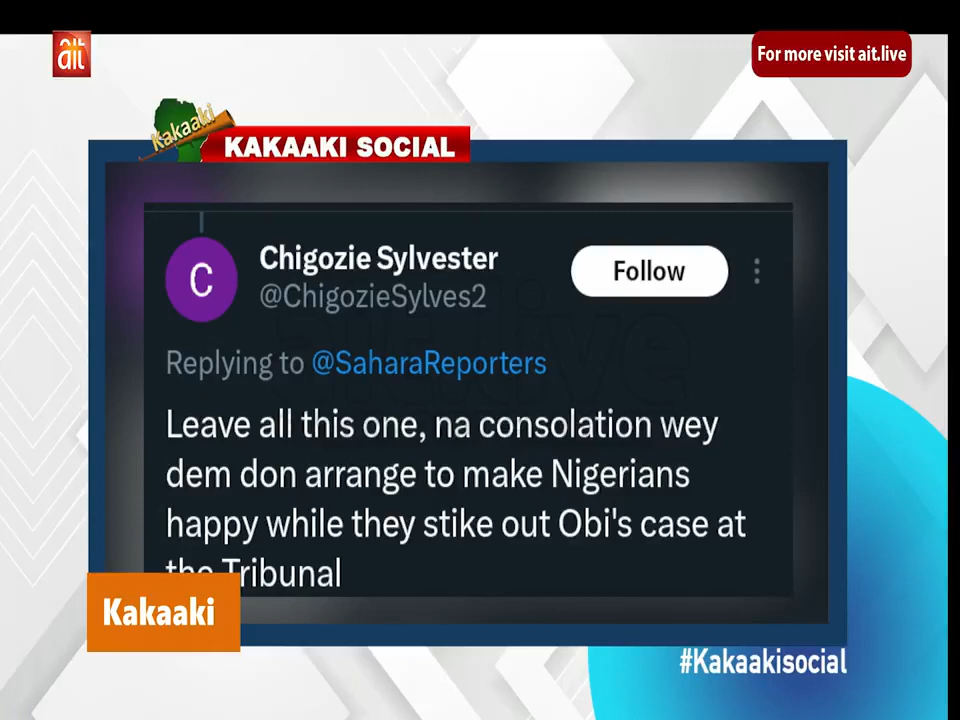 ait
For more visit ait.live
Kakaaki
KAKAAKI SOCIAL
C
Chigozie Sylvester
@ChigozieSylves2
Follow
Replying to @SaharaReporters
Leave all this one, na consolation wey
dem don arrange to make Nigerians
happy while they stike out Obi's case at
the Tribunal
Kakaaki
#Kakaakisocial
ait.live